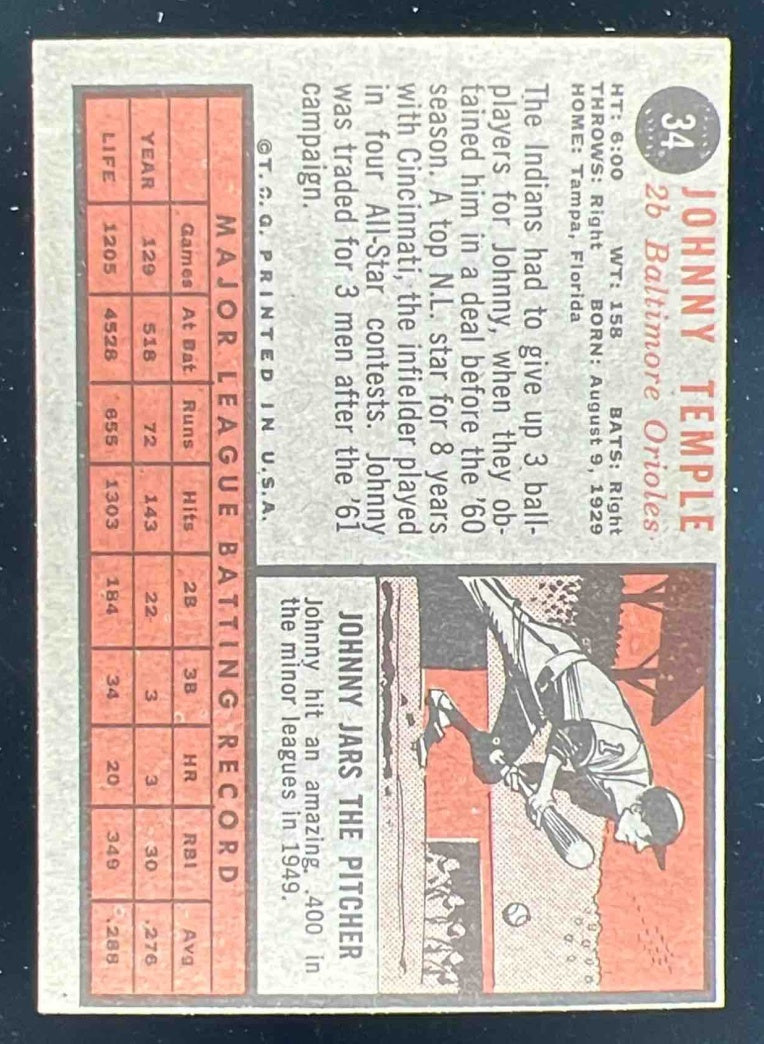 34
JOHNNY TEMPLE
2b Baltimore Orioles
HT: 6:00 WT: 158 BATS: Right
THROWS: Right BORN: August 9, 1929
HOME: Tampa, Florida
The Indians had to give up 3 ball-
players for Johnny, when they ob-
tained him in a deal before the '60
season. A top N.L. star for 8 years
with Cincinnati, the infielder played
in four All-Star contests. Johnny
was traded for 3 men after the '61
campaign.
©T.C.G. PRINTED IN U.S.A.
JOHNNY JARS THE PITCHER
Johnny hit an amazing .400 in
the minor leagues in 1949.
MAJOR LEAGUE BATTING RECORD
Games At Bat Runs Hits 2B 3B HR RBI Avg
YEAR 129 518 72 143 22 3 3 30 .276
LIFE 1205 4528 655 1303 184 34 20 349 .288